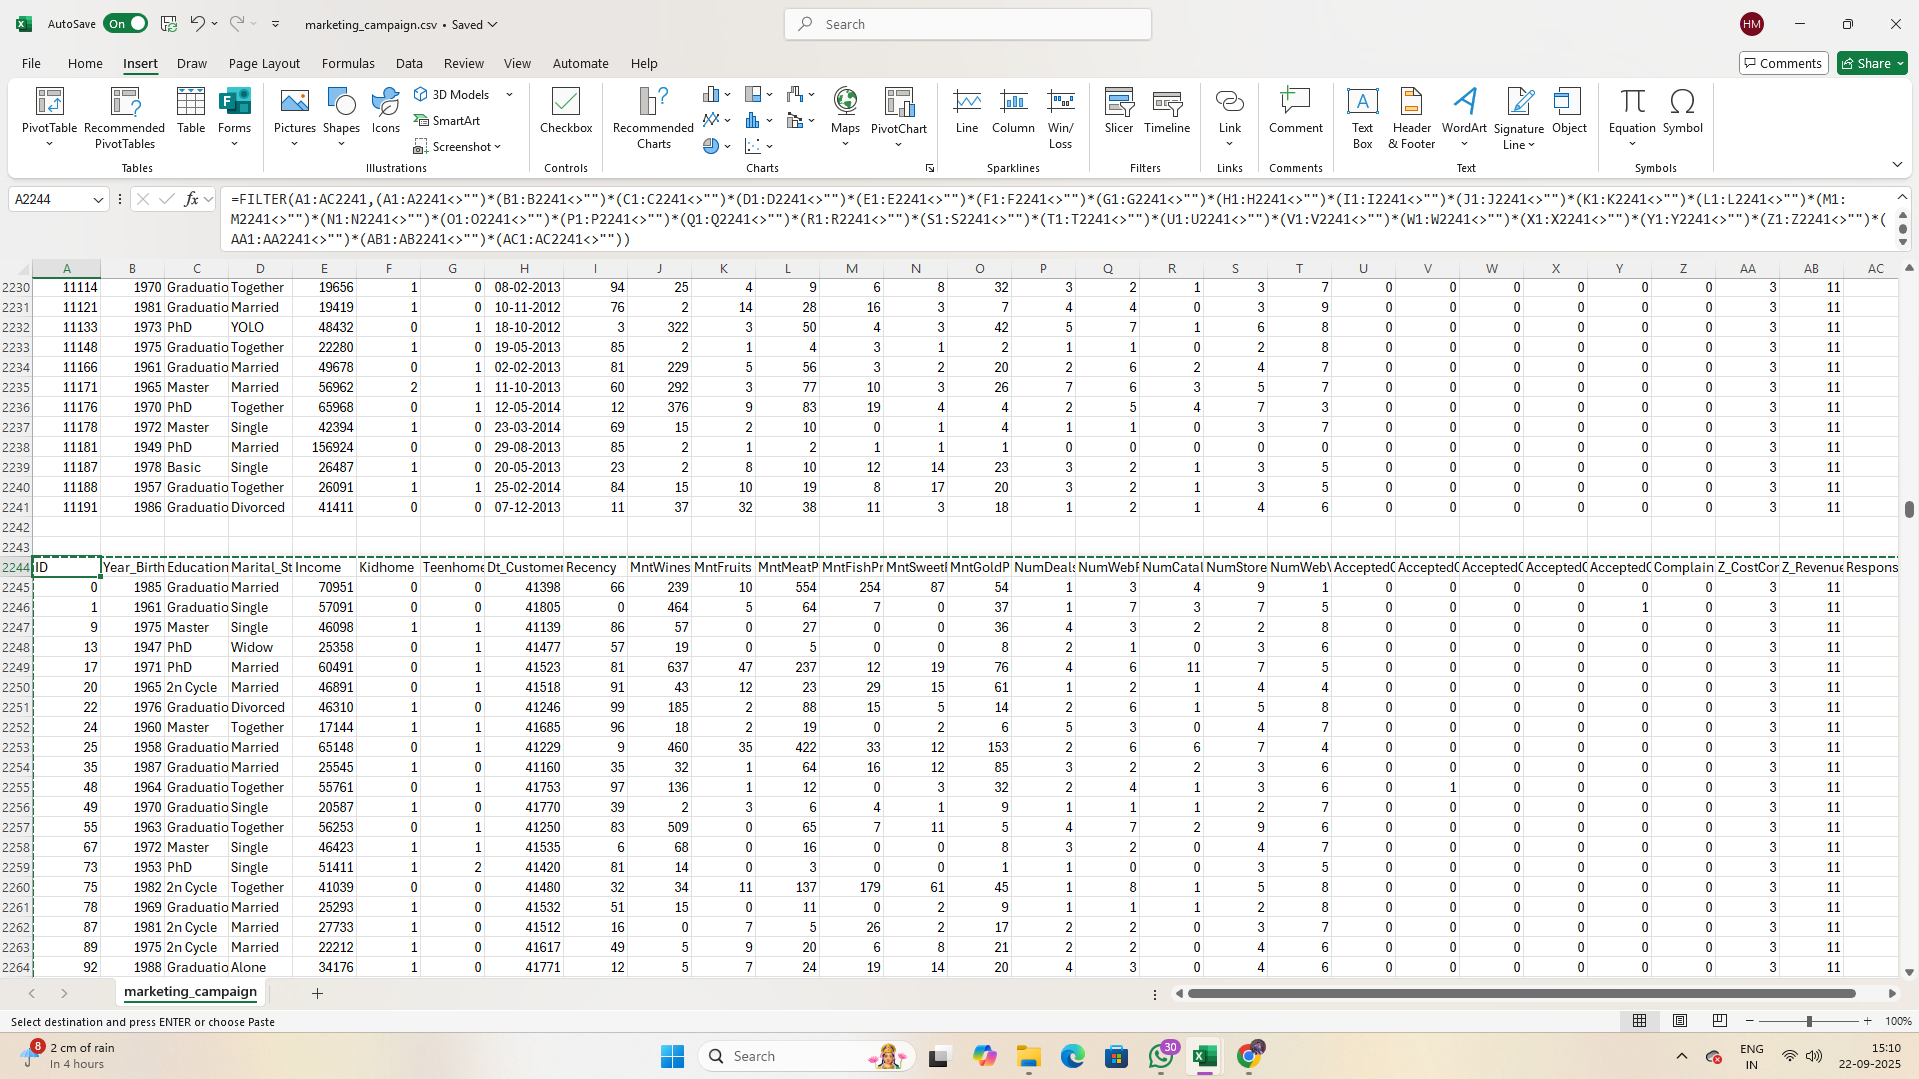 AutoSave On marketing_campaign.csv • Saved Search HM
File Home Insert Draw Page Layout Formulas Data Review View Automate Help Comments Share
PivotTable Recommended PivotTables Table Forms Pictures Shapes Icons 3D Models SmartArt Screenshot Checkbox Recommended Charts Maps PivotChart Line Column Win/Loss Slicer Timeline Link Comment Text Box Header & Footer WordArt Signature Line Object Equation Symbol
Tables Illustrations Controls Charts Sparklines Filters Links Comments Text Symbols
A2244 fx =FILTER(A1:AC2241,(A1:A2241<>"")*(B1:B2241<>"")*(C1:C2241<>"")*(D1:D2241<>"")*(E1:E2241<>"")*(F1:F2241<>"")*(G1:G2241<>"")*(H1:H2241<>"")*(I1:I2241<>"")*(J1:J2241<>"")*(K1:K2241<>"")*(L1:L2241<>"")*(M1:
M2241<>"")*(N1:N2241<>"")*(O1:O2241<>"")*(P1:P2241<>"")*(Q1:Q2241<>"")*(R1:R2241<>"")*(S1:S2241<>"")*(T1:T2241<>"")*(U1:U2241<>"")*(V1:V2241<>"")*(W1:W2241<>"")*(X1:X2241<>"")*(Y1:Y2241<>"")*(Z1:Z2241<>"")*(
AA1:AA2241<>"")*(AB1:AB2241<>"")*(AC1:AC2241<>""))
A B C D E F G H I J K L M N O P Q R S T U V W X Y Z AA AB AC
2230 11114 1970 Graduatio Together 19656 1 0 08-02-2013 94 25 4 9 6 8 32 3 2 1 3 7 0 0 0 0 0 0 3 11
2231 11121 1981 Graduatio Married 19419 1 0 10-11-2012 76 2 14 28 16 3 7 4 4 0 3 9 0 0 0 0 0 0 3 11
2232 11133 1973 PhD YOLO 48432 0 1 18-10-2012 3 322 3 50 4 3 42 5 7 1 6 8 0 0 0 0 0 0 3 11
2233 11148 1975 Graduatio Together 22280 1 0 19-05-2013 85 2 1 4 3 1 2 1 1 0 2 8 0 0 0 0 0 0 3 11
2234 11166 1961 Graduatio Married 49678 0 1 02-02-2013 81 229 5 56 3 2 20 2 6 2 4 7 0 0 0 0 0 0 3 11
2235 11171 1965 Master Married 56962 2 1 11-10-2013 60 292 3 77 10 3 26 7 6 3 5 7 0 0 0 0 0 0 3 11
2236 11176 1970 PhD Together 65968 0 1 12-05-2014 12 376 9 83 19 4 4 2 5 4 7 3 0 0 0 0 0 0 3 11
2237 11178 1972 Master Single 42394 1 0 23-03-2014 69 15 2 10 0 1 4 1 1 0 3 7 0 0 0 0 0 0 3 11
2238 11181 1949 PhD Married 156924 0 0 29-08-2013 85 2 1 2 1 1 1 0 0 0 0 0 0 0 0 0 0 0 3 11
2239 11187 1978 Basic Single 26487 1 0 20-05-2013 23 2 8 10 12 14 23 3 2 1 3 5 0 0 0 0 0 0 3 11
2240 11188 1957 Graduatio Together 26091 1 1 25-02-2014 84 15 10 19 8 17 20 3 2 1 3 5 0 0 0 0 0 0 3 11
2241 11191 1986 Graduatio Divorced 41411 0 0 07-12-2013 11 37 32 38 11 3 18 1 2 1 4 6 0 0 0 0 0 0 3 11
2242
2243
2244 ID Year_Birth Education Marital_St Income Kidhome Teenhome Dt_Customer Recency MntWines MntFruits MntMeatP MntFishPr MntSweetP MntGoldP NumDeals NumWebP NumCatal NumStore NumWebV AcceptedC AcceptedC AcceptedC AcceptedC AcceptedC Complain Z_CostCor Z_Revenue Respons
2245 0 1985 Graduatio Married 70951 0 0 41398 66 239 10 554 254 87 54 1 3 4 9 1 0 0 0 0 0 0 3 11
2246 1 1961 Graduatio Single 57091 0 0 41805 0 464 5 64 7 0 37 1 7 3 7 5 0 0 0 0 1 0 3 11
2247 9 1975 Master Single 46098 1 1 41139 86 57 0 27 0 0 36 4 3 2 2 8 0 0 0 0 0 0 3 11
2248 13 1947 PhD Widow 25358 0 1 41477 57 19 0 5 0 0 8 2 1 0 3 6 0 0 0 0 0 0 3 11
2249 17 1971 PhD Married 60491 0 1 41523 81 637 47 237 12 19 76 4 6 11 7 5 0 0 0 0 0 0 3 11
2250 20 1965 2n Cycle Married 46891 0 1 41518 91 43 12 23 29 15 61 1 2 1 4 4 0 0 0 0 0 0 3 11
2251 22 1976 Graduatio Divorced 46310 1 0 41246 99 185 2 88 15 5 14 2 6 1 5 8 0 0 0 0 0 0 3 11
2252 24 1960 Master Together 17144 1 1 41685 96 18 2 19 0 2 6 5 3 0 4 7 0 0 0 0 0 0 3 11
2253 25 1958 Graduatio Married 65148 0 1 41229 9 460 35 422 33 12 153 2 6 6 7 4 0 0 0 0 0 0 3 11
2254 35 1987 Graduatio Married 25545 1 0 41160 35 32 1 64 16 12 85 3 2 2 3 6 0 0 0 0 0 0 3 11
2255 48 1964 Graduatio Together 55761 0 1 41753 97 136 1 12 0 3 32 2 4 1 3 6 0 1 0 0 0 0 3 11
2256 49 1970 Graduatio Single 20587 1 0 41770 39 2 3 6 4 1 9 1 1 1 2 7 0 0 0 0 0 0 3 11
2257 55 1963 Graduatio Together 56253 0 1 41250 83 509 0 65 7 11 5 4 7 2 9 6 0 0 0 0 0 0 3 11
2258 67 1972 Master Single 46423 1 1 41535 6 68 0 16 0 0 8 3 2 0 4 7 0 0 0 0 0 0 3 11
2259 73 1953 PhD Single 51411 1 2 41420 81 14 0 3 0 0 1 1 0 0 3 5 0 0 0 0 0 0 3 11
2260 75 1982 2n Cycle Together 41039 0 0 41480 32 34 11 137 179 61 45 1 8 1 5 8 0 0 0 0 0 0 3 11
2261 78 1969 Graduatio Married 25293 1 0 41532 51 15 0 11 0 2 9 1 1 1 2 8 0 0 0 0 0 0 3 11
2262 87 1981 2n Cycle Married 27733 1 0 41512 16 0 7 5 26 2 17 2 2 0 3 7 0 0 0 0 0 0 3 11
2263 89 1975 2n Cycle Married 22212 1 0 41617 49 5 9 20 6 8 21 2 2 0 4 6 0 0 0 0 0 0 3 11
2264 92 1988 Graduatio Alone 34176 1 0 41771 12 5 7 24 19 14 20 4 3 0 4 6 0 0 0 0 0 0 3 11
marketing_campaign
Select destination and press ENTER or choose Paste 100%
8 2 cm of rain In 4 hours Search 30 ENG IN 15:10 22-09-2025